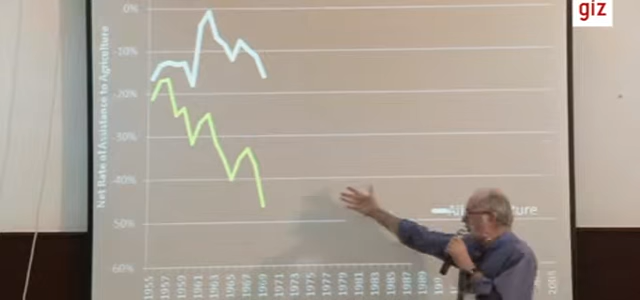 giz
0%
-10%
-20%
-30%
-40%
50%
60%
Net Rate of Assistance to Agriculture
1955 1957 1959 1961 1963 1965 1967 1969 1971 1973 1975 1977 1979 1981 1983 1985 1987 1989